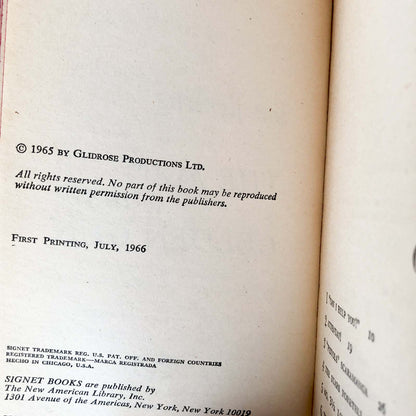 © 1965 BY GLIDROSE PRODUCTIONS LTD.
All rights reserved. No part of this book may be reproduced
without written permission from the publishers.
FIRST PRINTING, JULY, 1966
SIGNET TRADEMARK REG. U.S. PAT. OFF. AND FOREIGN COUNTRIES
REGISTERED TRADEMARK—MARCA REGISTRADA
HECHO EN CHICAGO, U.S.A.
SIGNET BOOKS are published by
The New American Library, Inc.
1301 Avenue of the Americas, New York, New York 10019